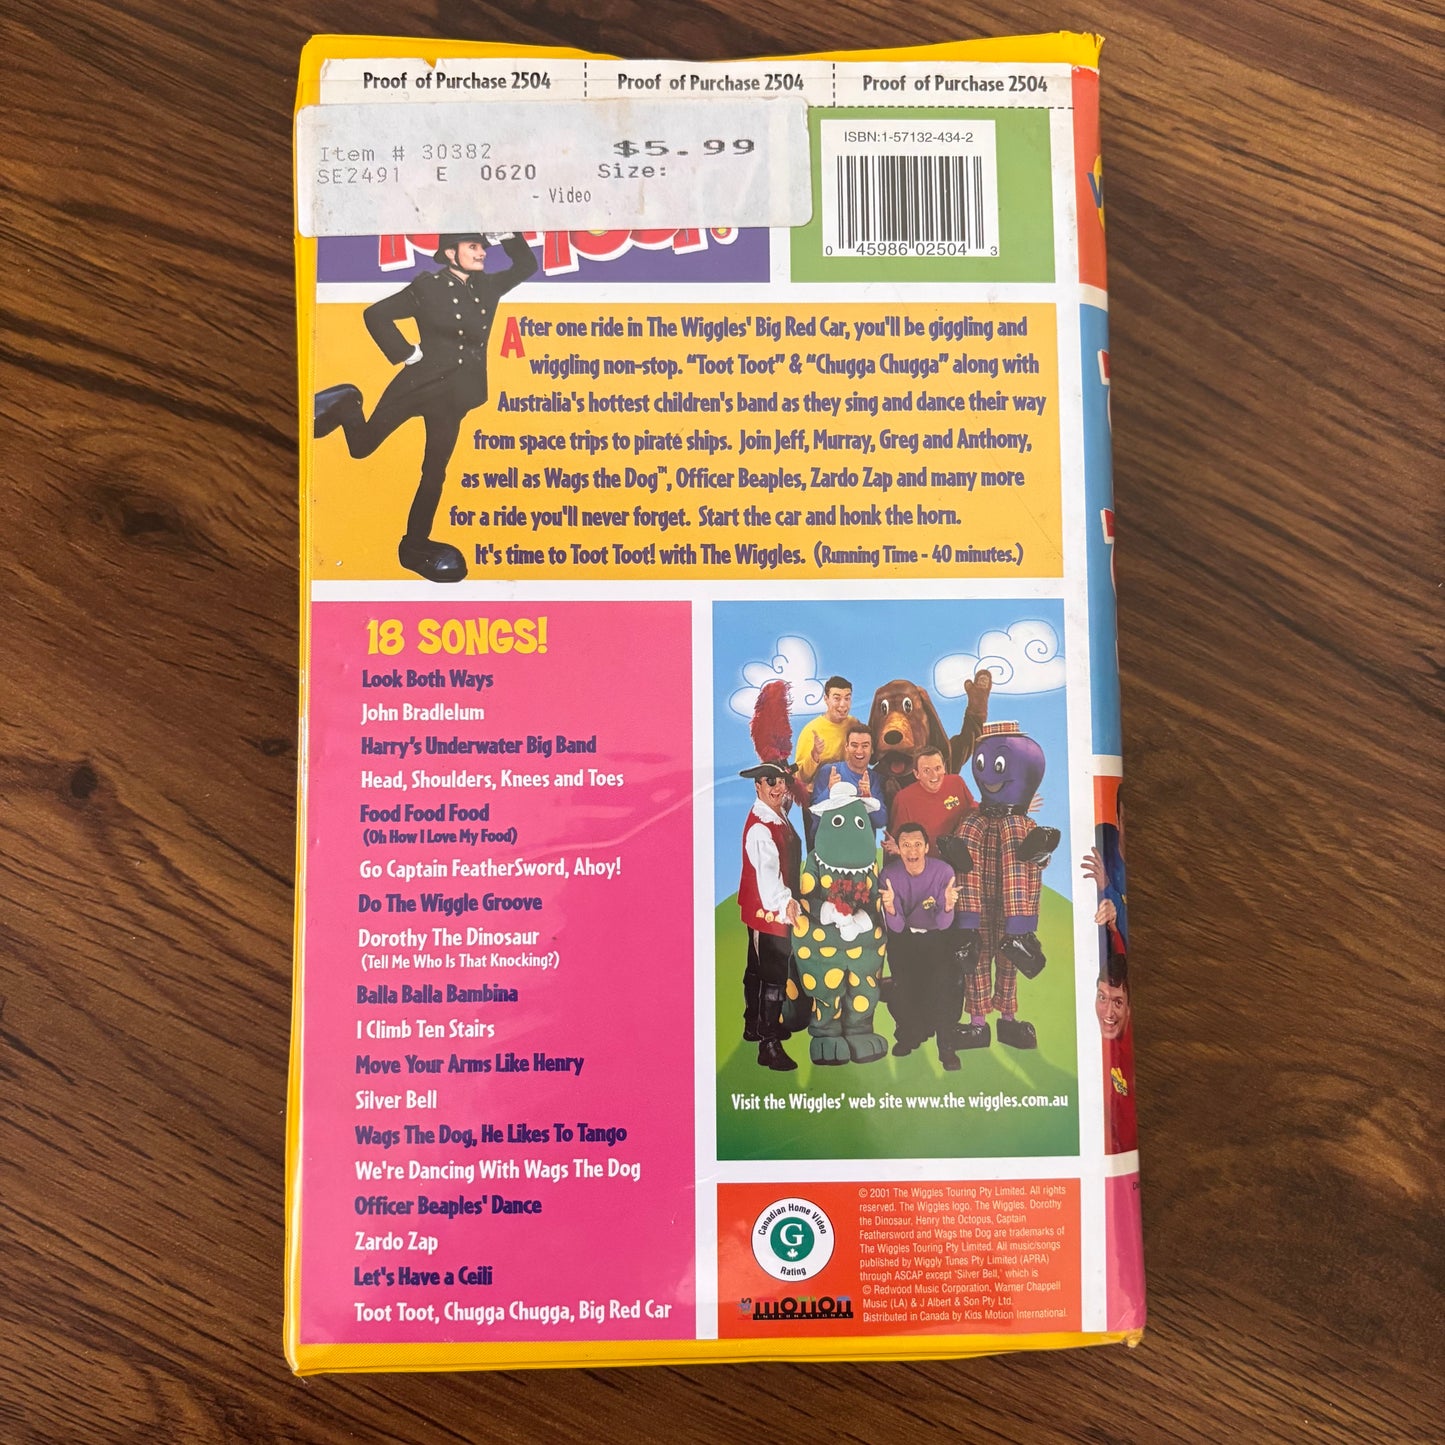 Proof of Purchase 2504 Proof of Purchase 2504 Proof of Purchase 2504
Item # 30382 $5.99
SE2491 E 0620 Size:
- Video
ISBN:1-57132-434-2
0 45986 02504 3
After one ride in The Wiggles' Big Red Car, you'll be giggling and
wiggling non-stop. "Toot Toot" & "Chugga Chugga" along with
Australia's hottest children's band as they sing and dance their way
from space trips to pirate ships. Join Jeff, Murray, Greg and Anthony,
as well as Wags the Dog™, Officer Beaples, Zardo Zap and many more
for a ride you'll never forget. Start the car and honk the horn.
It's time to Toot Toot! with The Wiggles. (Running Time - 40 minutes.)
18 SONGS!
Look Both Ways
John Bradlelum
Harry's Underwater Big Band
Head, Shoulders, Knees and Toes
Food Food Food
(Oh How I Love My Food)
Go Captain FeatherSword, Ahoy!
Do The Wiggle Groove
Dorothy The Dinosaur
(Tell Me Who Is That Knocking?)
Balla Balla Bambina
I Climb Ten Stairs
Move Your Arms Like Henry
Silver Bell
Wags The Dog, He Likes To Tango
We're Dancing With Wags The Dog
Officer Beaples' Dance
Zardo Zap
Let's Have a Ceili
Toot Toot, Chugga Chugga, Big Red Car
Visit the Wiggles' web site www.the wiggles.com.au
Canadian Home Video
G
Rating
motion
INTERNATIONAL
© 2001 The Wiggles Touring Pty Limited. All rights
reserved. The Wiggles logo, The Wiggles, Dorothy
the Dinosaur, Henry the Octopus, Captain
Feathersword and Wags the Dog are trademarks of
The Wiggles Touring Pty Limited. All music/songs
published by Wiggly Tunes Pty Limited (APRA)
through ASCAP except 'Silver Bell,' which is
© Redwood Music Corporation, Warner Chappell
Music (LA) & J Albert & Son Pty Ltd.
Distributed in Canada by Kids Motion International.